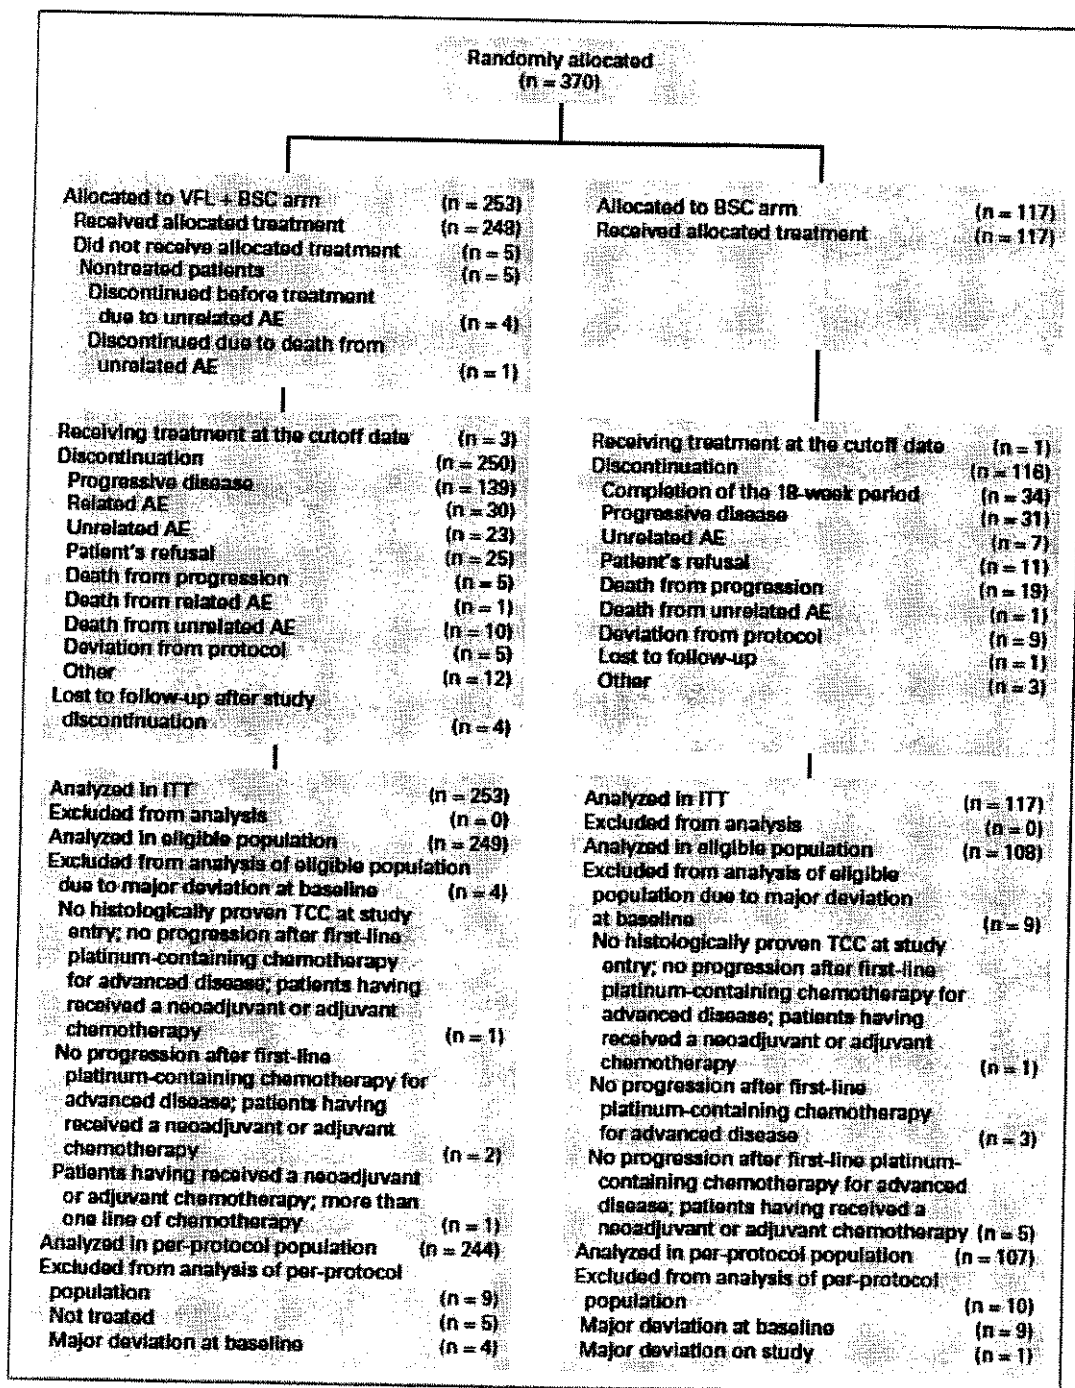 Randomly allocated
(n = 370)
Allocated to VFL + BSC arm (n = 253)
Received allocated treatment (n = 248)
Did not receive allocated treatment (n = 5)
Nontreated patients (n = 5)
Discontinued before treatment
due to unrelated AE (n = 4)
Discontinued due to death from
unrelated AE (n = 1)
Allocated to BSC arm (n = 117)
Received allocated treatment (n = 117)
Receiving treatment at the cutoff date (n = 3)
Discontinuation (n = 250)
Progressive disease (n = 139)
Related AE (n = 30)
Unrelated AE (n = 23)
Patient's refusal (n = 25)
Death from progression (n = 5)
Death from related AE (n = 1)
Death from unrelated AE (n = 10)
Deviation from protocol (n = 5)
Other (n = 12)
Lost to follow-up after study
discontinuation (n = 4)
Receiving treatment at the cutoff date (n = 1)
Discontinuation (n = 116)
Completion of the 18-week period (n = 34)
Progressive disease (n = 31)
Unrelated AE (n = 7)
Patient's refusal (n = 11)
Death from progression (n = 19)
Death from unrelated AE (n = 1)
Deviation from protocol (n = 9)
Lost to follow-up (n = 1)
Other (n = 3)
Analyzed in ITT (n = 253)
Excluded from analysis (n = 0)
Analyzed in eligible population (n = 249)
Excluded from analysis of eligible population
due to major deviation at baseline (n = 4)
No histologically proven TCC at study
entry; no progression after first-line
platinum-containing chemotherapy
for advanced disease; patients having
received a neoadjuvant or adjuvant
chemotherapy (n = 1)
No progression after first-line
platinum-containing chemotherapy for
advanced disease; patients having
received a neoadjuvant or adjuvant
chemotherapy (n = 2)
Patients having received a neoadjuvant
or adjuvant chemotherapy; more than
one line of chemotherapy (n = 1)
Analyzed in per-protocol population (n = 244)
Excluded from analysis of per-protocol
population (n = 9)
Not treated (n = 5)
Major deviation at baseline (n = 4)
Analyzed in ITT (n = 117)
Excluded from analysis (n = 0)
Analyzed in eligible population (n = 108)
Excluded from analysis of eligible
population due to major deviation
at baseline (n = 9)
No histologically proven TCC at study
entry; no progression after first-line
platinum-containing chemotherapy for
advanced disease; patients having
received a neoadjuvant or adjuvant
chemotherapy (n = 1)
No progression after first-line
platinum-containing chemotherapy
for advanced disease (n = 3)
No progression after first-line platinum-
containing chemotherapy for advanced
disease; patients having received a
neoadjuvant or adjuvant chemotherapy (n = 5)
Analyzed in per-protocol population (n = 107)
Excluded from analysis of per-protocol
population (n = 10)
Major deviation at baseline (n = 9)
Major deviation on study (n = 1)